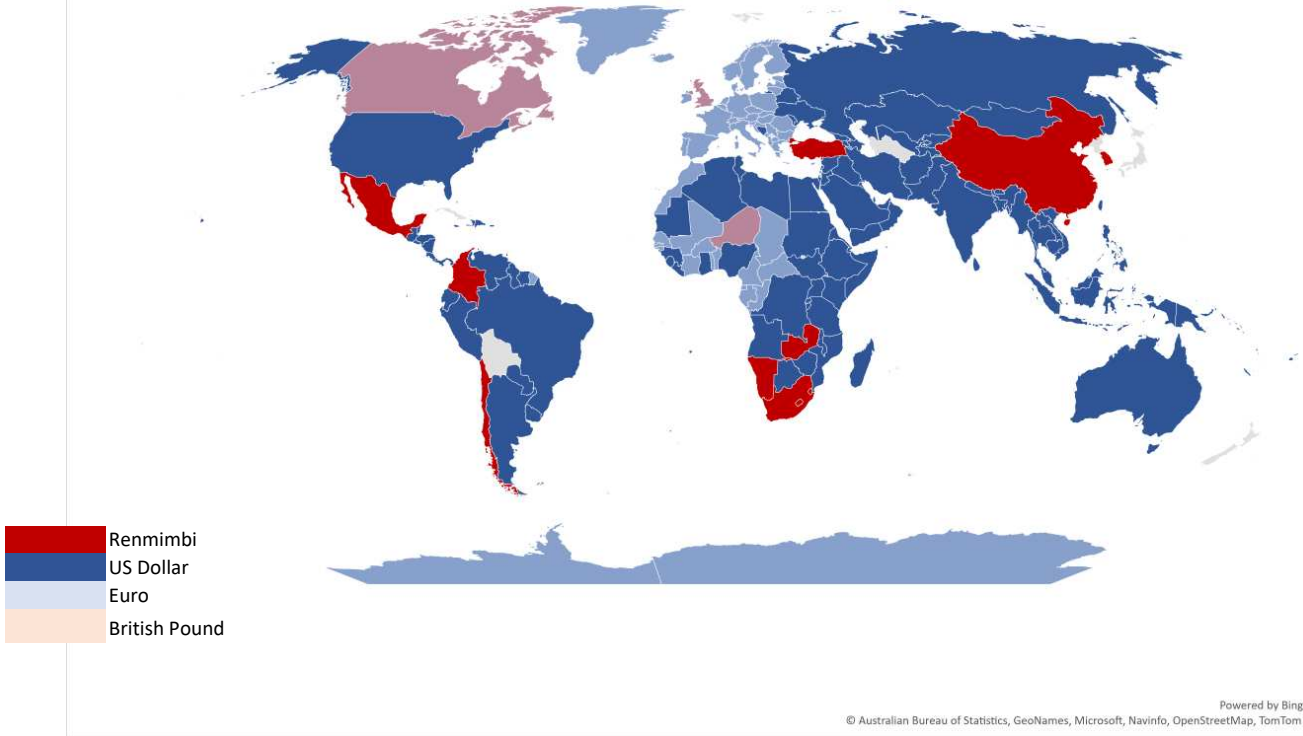 Renmimbi
US Dollar
Euro
British Pound
Powered by Bing
© Australian Bureau of Statistics, GeoNames, Microsoft, Navinfo, OpenStreetMap, TomTom